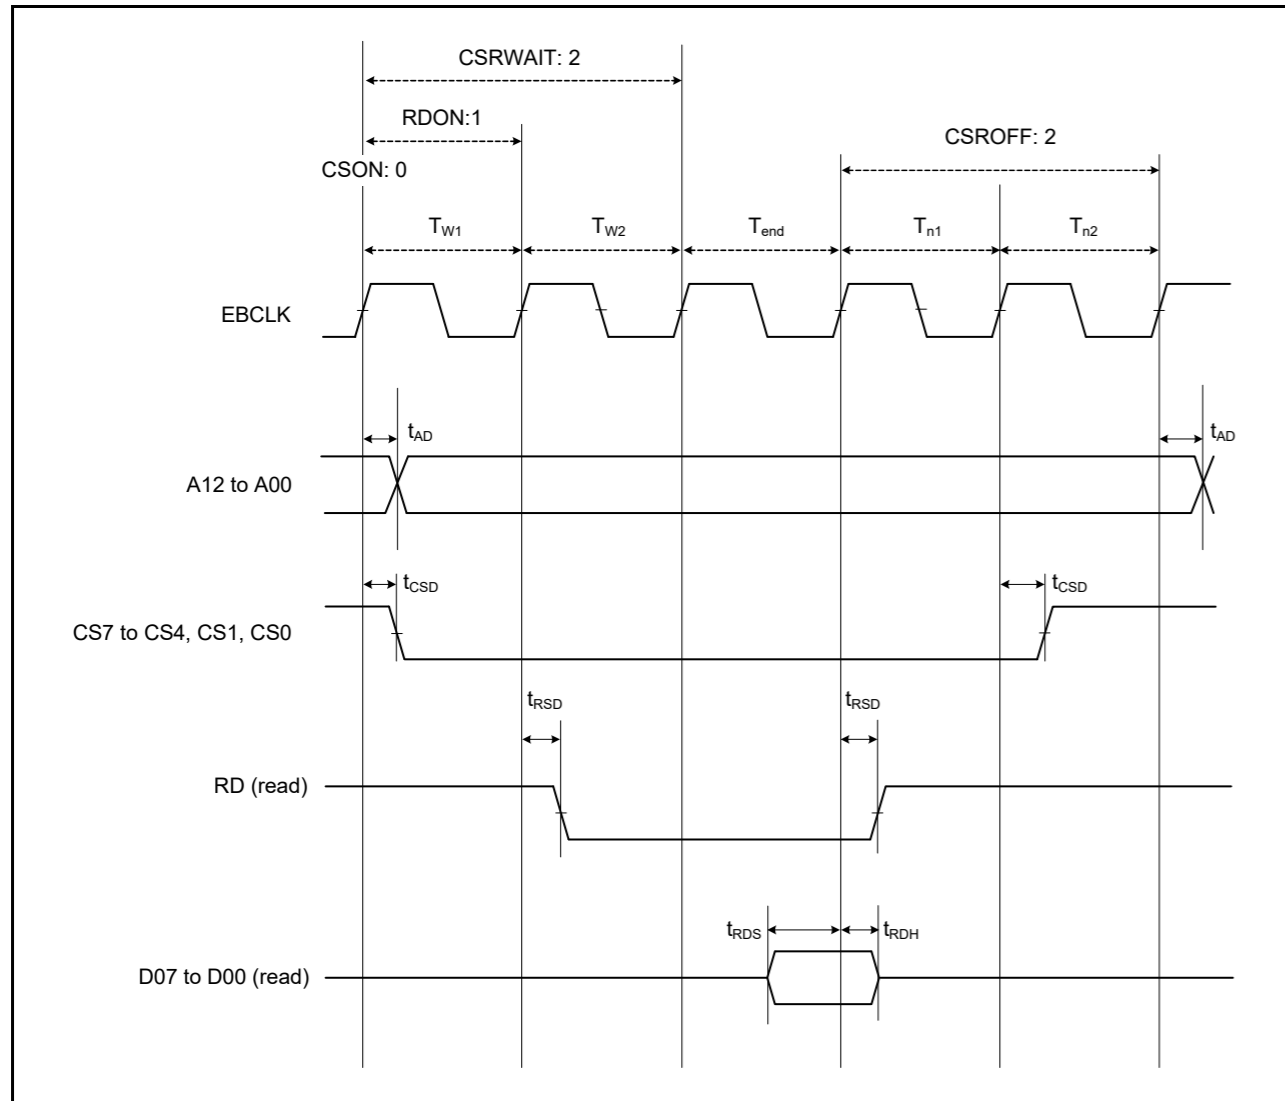 CSRWAIT: 2
RDON:1
CSROFF: 2
CSON: 0
TW1 TW2 Tend Tn1 Tn2
EBCLK
tAD tAD
A12 to A00
tCSD tCSD
CS7 to CS4, CS1, CS0
tRSD tRSD
RD (read)
tRDS tRDH
D07 to D00 (read)